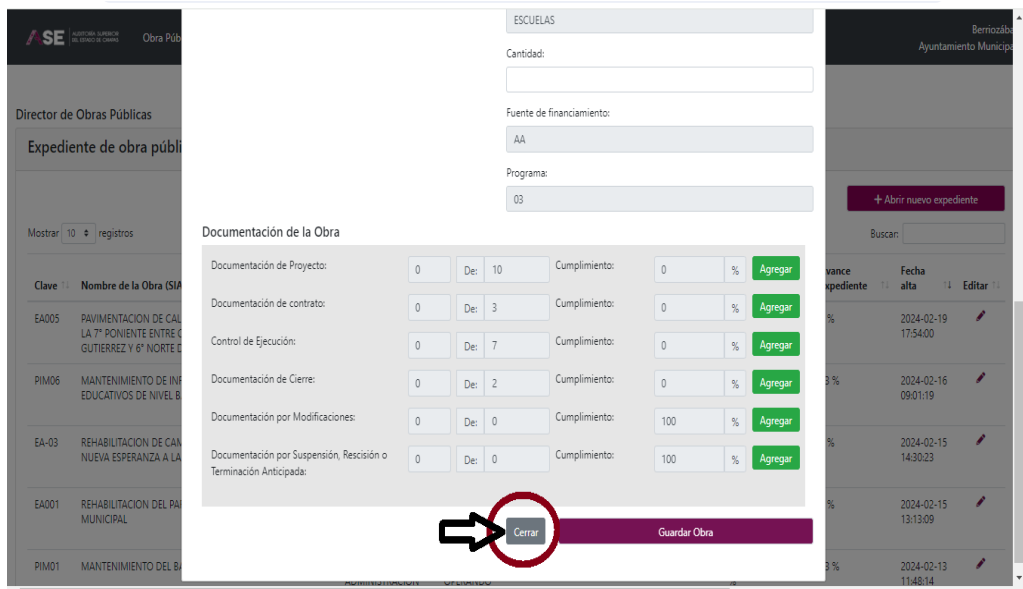 ASE
AUDITORÍA SUPERIOR
DEL ESTADO DE CHIAPAS
Obra Púb
Berriozába
Ayuntamiento Municipa
Director de Obras Públicas
Expediente de obra públi
+ Abrir nuevo expediente
Mostrar 10 registros
Buscar:
Clave
Nombre de la Obra (SIA
vance
xpediente
Fecha
alta
Editar
EA005
PAVIMENTACION DE CAL
LA 7° PONIENTE ENTRE
GUTIERREZ Y 6° NORTE
%
2024-02-19
17:54:00
PIM06
MANTENIMIENTO DE INF
EDUCATIVOS DE NIVEL B
3 %
2024-02-16
09:01:19
EA-03
REHABILITACION DE CAM
NUEVA ESPERANZA A LA
%
2024-02-15
14:30:23
EA001
REHABILITACION DEL PA
MUNICIPAL
%
2024-02-15
13:13:09
PIM01
MANTENIMIENTO DEL BA
ADMINISTRACION
OPERANDO
%
3 %
2024-02-13
11:48:14
ESCUELAS
Cantidad:
Fuente de financiamiento:
AA
Programa:
03
Documentación de la Obra
Documentación de Proyecto: 0 De: 10 Cumplimiento: 0 % Agregar
Documentación de contrato: 0 De: 3 Cumplimiento: 0 % Agregar
Control de Ejecución: 0 De: 7 Cumplimiento: 0 % Agregar
Documentación de Cierre: 0 De: 2 Cumplimiento: 0 % Agregar
Documentación por Modificaciones: 0 De: 0 Cumplimiento: 100 % Agregar
Documentación por Suspensión, Rescisión o
Terminación Anticipada: 0 De: 0 Cumplimiento: 100 % Agregar
Cerrar
Guardar Obra